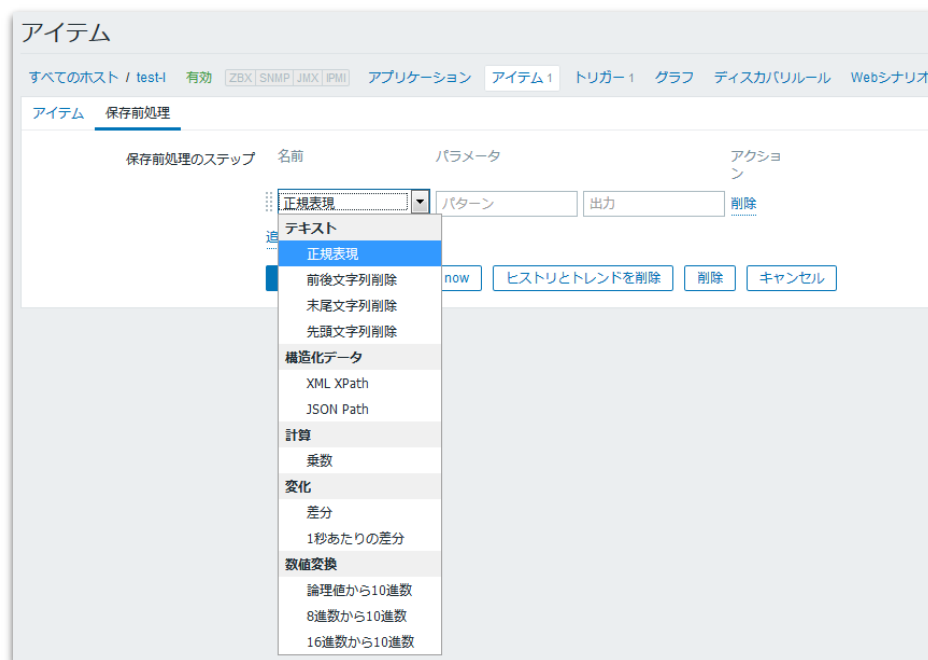 アイテム
すべてのホスト / test-l 有効 ZBX SNMP JMX IPMI アプリケーション アイテム 1 トリガー 1 グラフ ディスカバリルール Webシナリオ
アイテム 保存前処理
保存前処理のステップ 名前 パラメータ アクション
正規表現 パターン 出力 削除
追
テキスト
正規表現
now ヒストリとトレンドを削除 削除 キャンセル
前後文字列削除
末尾文字列削除
先頭文字列削除
構造化データ
XML XPath
JSON Path
計算
乗数
変化
差分
1秒あたりの差分
数値変換
論理値から10進数
8進数から10進数
16進数から10進数